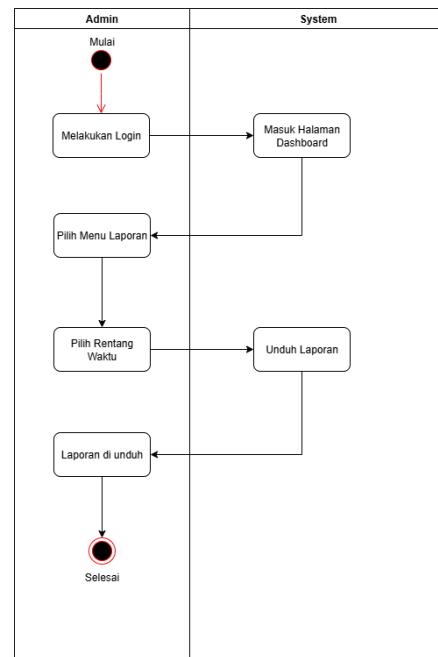 Admin
System
Mulai
Melakukan Login
Masuk Halaman
Dashboard
Pilih Menu Laporan
Pilih Rentang
Waktu
Unduh Laporan
Laporan di unduh
Selesai